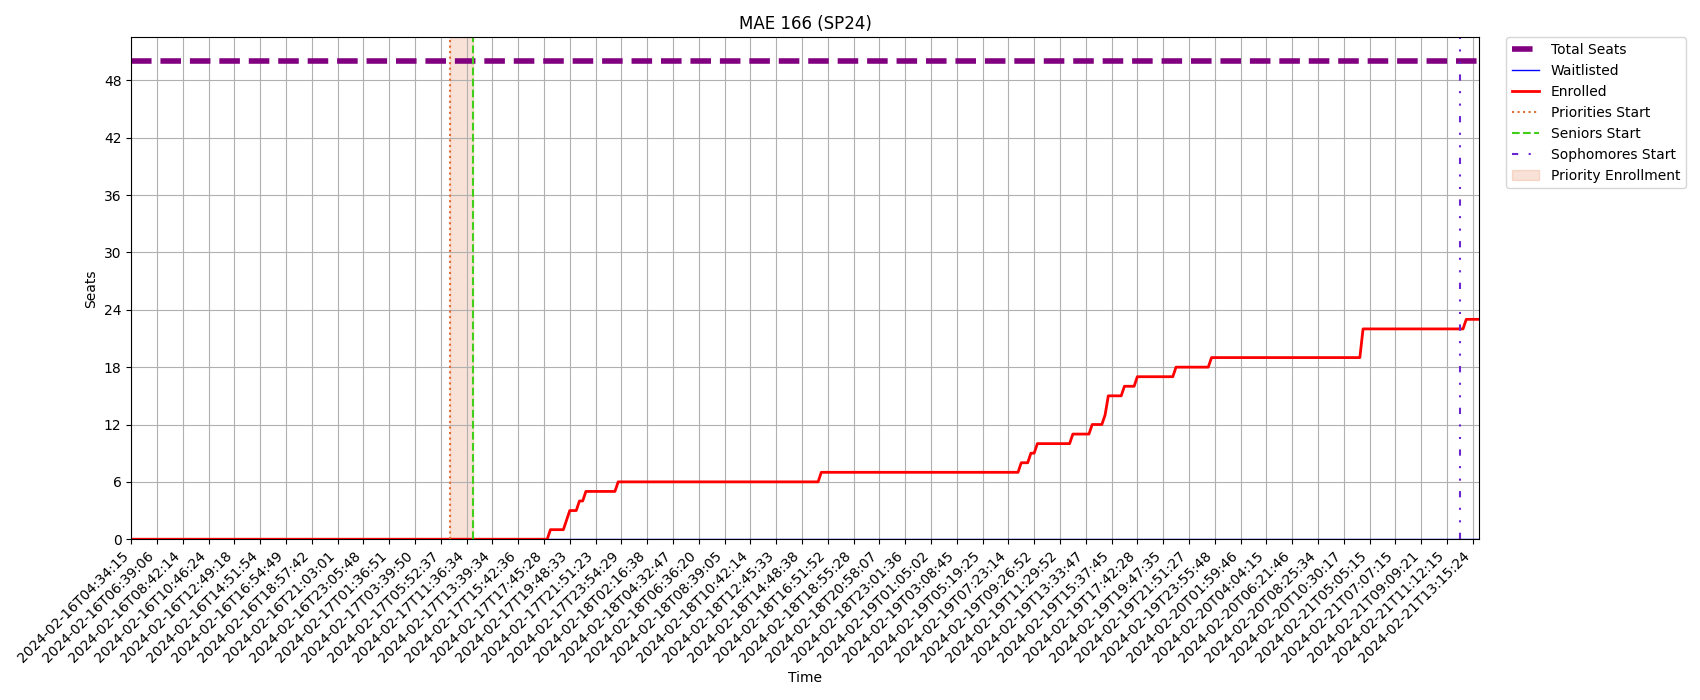 MAE 166 (SP24)
Total Seats
Waitlisted
Enrolled
Priorities Start
Seniors Start
Sophomores Start
Priority Enrollment
Seats
48
42
36
30
24
18
12
6
0
2024-02-16T04:34:15
2024-02-16T06:39:06
2024-02-16T08:42:14
2024-02-16T10:46:24
2024-02-16T12:49:18
2024-02-16T14:51:54
2024-02-16T16:54:49
2024-02-16T18:57:42
2024-02-16T21:03:01
2024-02-16T23:05:48
2024-02-17T01:36:51
2024-02-17T03:39:50
2024-02-17T05:52:37
2024-02-17T11:36:34
2024-02-17T13:39:34
2024-02-17T15:42:36
2024-02-17T17:45:28
2024-02-17T19:48:33
2024-02-17T21:51:23
2024-02-17T23:54:29
2024-02-18T02:16:38
2024-02-18T04:32:47
2024-02-18T06:36:20
2024-02-18T08:39:05
2024-02-18T10:42:14
2024-02-18T12:45:33
2024-02-18T14:48:38
2024-02-18T16:51:52
2024-02-18T18:55:28
2024-02-18T20:58:07
2024-02-18T23:01:36
2024-02-19T01:05:02
2024-02-19T03:08:45
2024-02-19T05:19:25
2024-02-19T07:23:14
2024-02-19T09:26:52
2024-02-19T11:29:52
2024-02-19T13:33:47
2024-02-19T15:37:45
2024-02-19T17:42:28
2024-02-19T19:47:35
2024-02-19T21:51:27
2024-02-19T23:55:48
2024-02-20T01:59:46
2024-02-20T04:04:15
2024-02-20T06:21:46
2024-02-20T08:25:34
2024-02-20T10:30:17
2024-02-21T05:05:15
2024-02-21T07:07:15
2024-02-21T09:09:21
2024-02-21T11:12:15
2024-02-21T13:15:24
Time